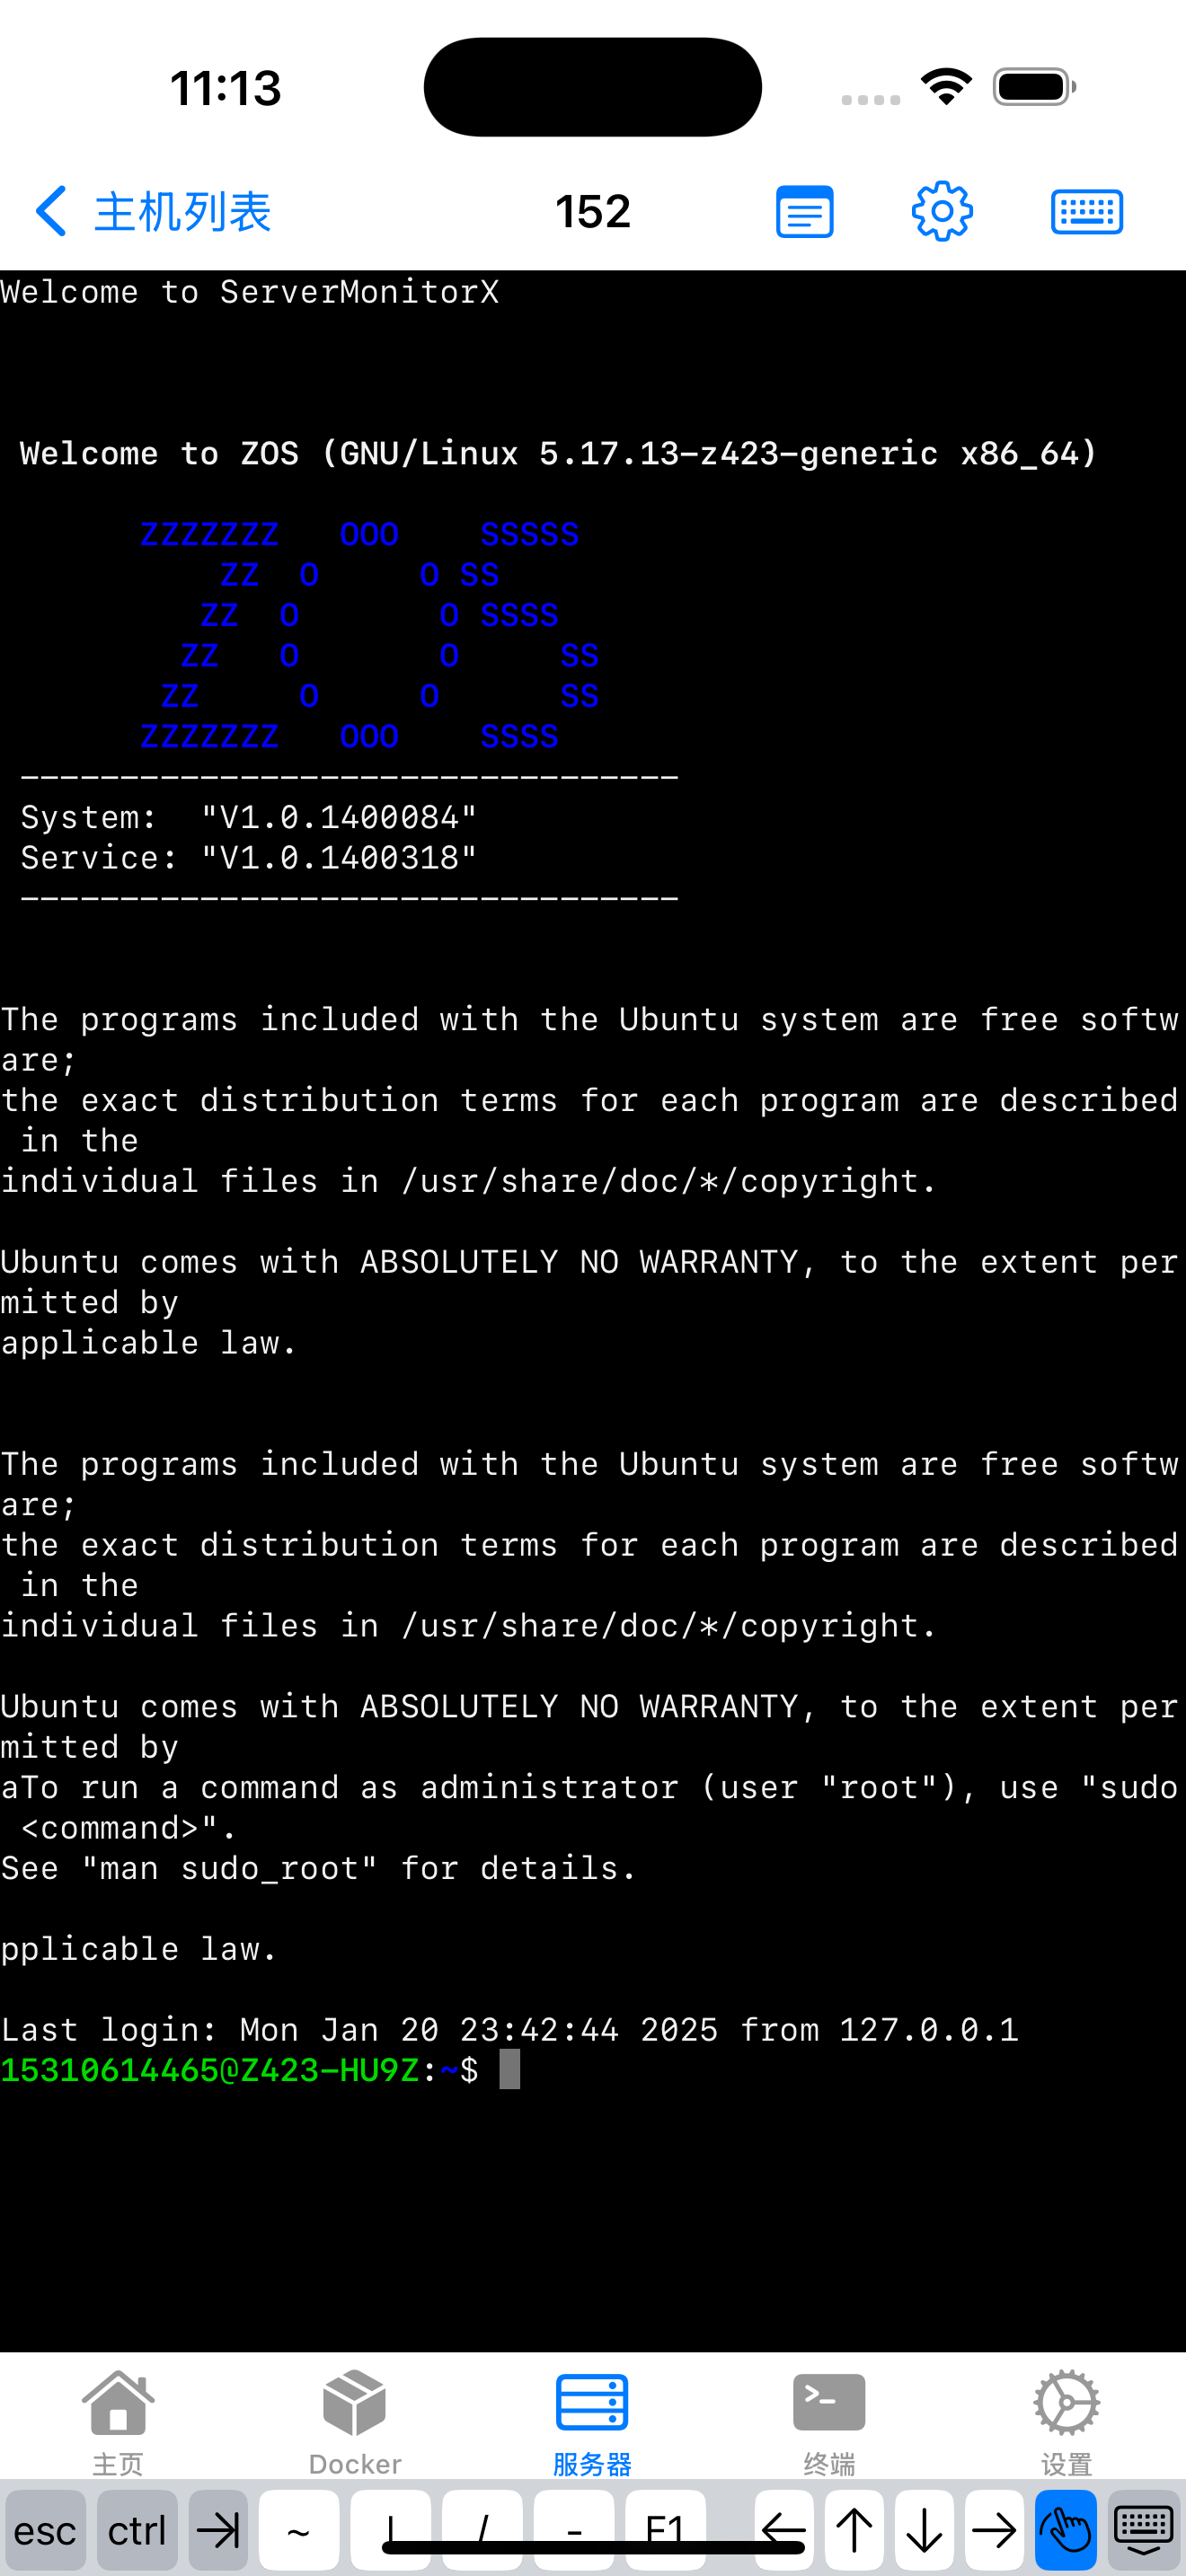 11:13
主机列表 152
Welcome to ServerMonitorX
Welcome to ZOS (GNU/Linux 5.17.13-z423-generic x86_64)
ZZZZZZZ   OOO    SSSSS
    ZZ  O     O SS
   ZZ  O       O SSSS
  ZZ   O       O     SS
 ZZ     O     O      SS
ZZZZZZZ   OOO    SSSS
---------------------------------
System:  "V1.0.1400084"
Service: "V1.0.1400318"
---------------------------------
The programs included with the Ubuntu system are free softw
are;
the exact distribution terms for each program are described
 in the
individual files in /usr/share/doc/*/copyright.
Ubuntu comes with ABSOLUTELY NO WARRANTY, to the extent per
mitted by
applicable law.
The programs included with the Ubuntu system are free softw
are;
the exact distribution terms for each program are described
 in the
individual files in /usr/share/doc/*/copyright.
Ubuntu comes with ABSOLUTELY NO WARRANTY, to the extent per
mitted by
aTo run a command as administrator (user "root"), use "sudo
 <command>".
See "man sudo_root" for details.
pplicable law.
Last login: Mon Jan 20 23:42:44 2025 from 127.0.0.1
15310614465@Z423-HU9Z:~$
主页 Docker 服务器 终端 设置
esc ctrl ~ | / - F1